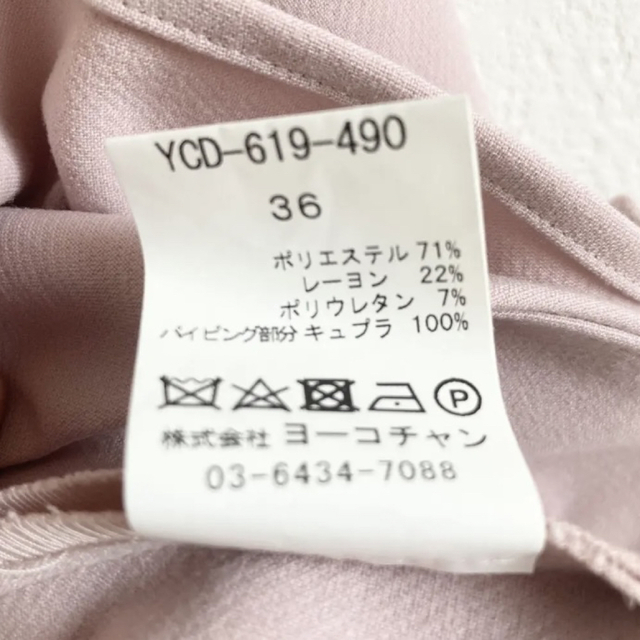 YCD-619-490
36
ポリエステル 71%
レーヨン 22%
ポリウレタン 7%
パイピング部分 キュプラ 100%
P
株式会社 ヨーコチャン
03-6434-7088